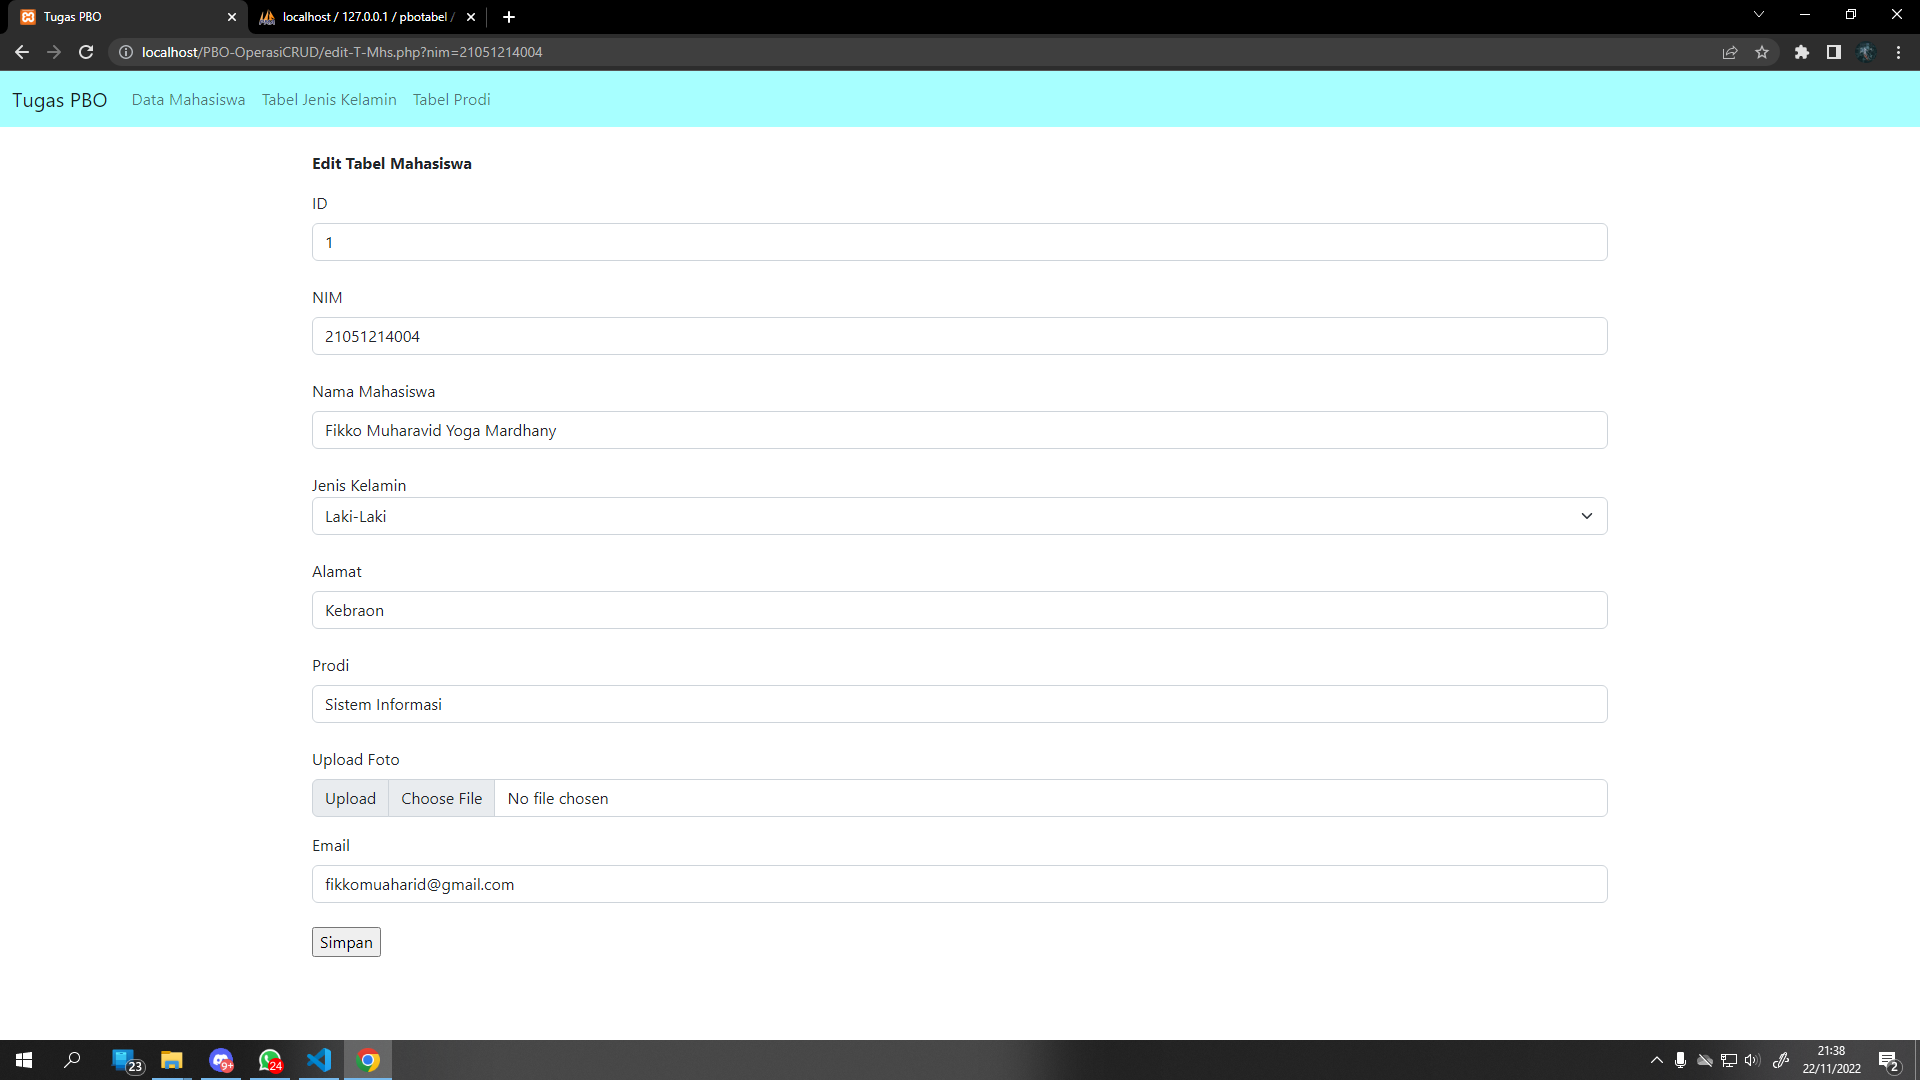 Tugas PBO
localhost / 127.0.0.1 / pbotabel /
localhost/PBO-OperasiCRUD/edit-T-Mhs.php?nim=21051214004
Tugas PBO Data Mahasiswa Tabel Jenis Kelamin Tabel Prodi
Edit Tabel Mahasiswa
ID
1
NIM
21051214004
Nama Mahasiswa
Fikko Muharavid Yoga Mardhany
Jenis Kelamin
Laki-Laki
Alamat
Kebraon
Prodi
Sistem Informasi
Upload Foto
Upload Choose File No file chosen
Email
fikkomuaharid@gmail.com
Simpan
23
9+
24
21:38
22/11/2022
2